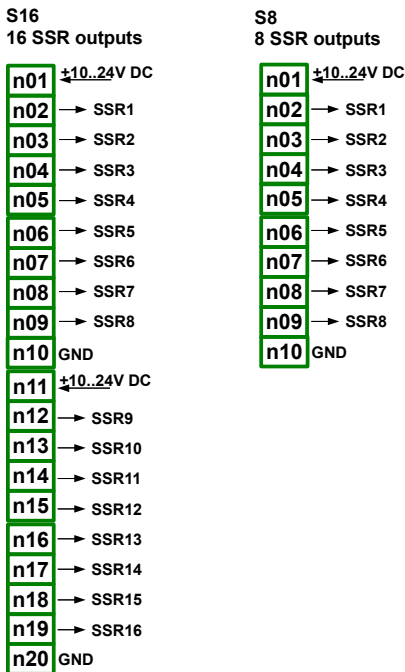 S16
16 SSR outputs
n01 +10..24V DC
n02 SSR1
n03 SSR2
n04 SSR3
n05 SSR4
n06 SSR5
n07 SSR6
n08 SSR7
n09 SSR8
n10 GND
n11 +10..24V DC
n12 SSR9
n13 SSR10
n14 SSR11
n15 SSR12
n16 SSR13
n17 SSR14
n18 SSR15
n19 SSR16
n20 GND
S8
8 SSR outputs
n01 +10..24V DC
n02 SSR1
n03 SSR2
n04 SSR3
n05 SSR4
n06 SSR5
n07 SSR6
n08 SSR7
n09 SSR8
n10 GND